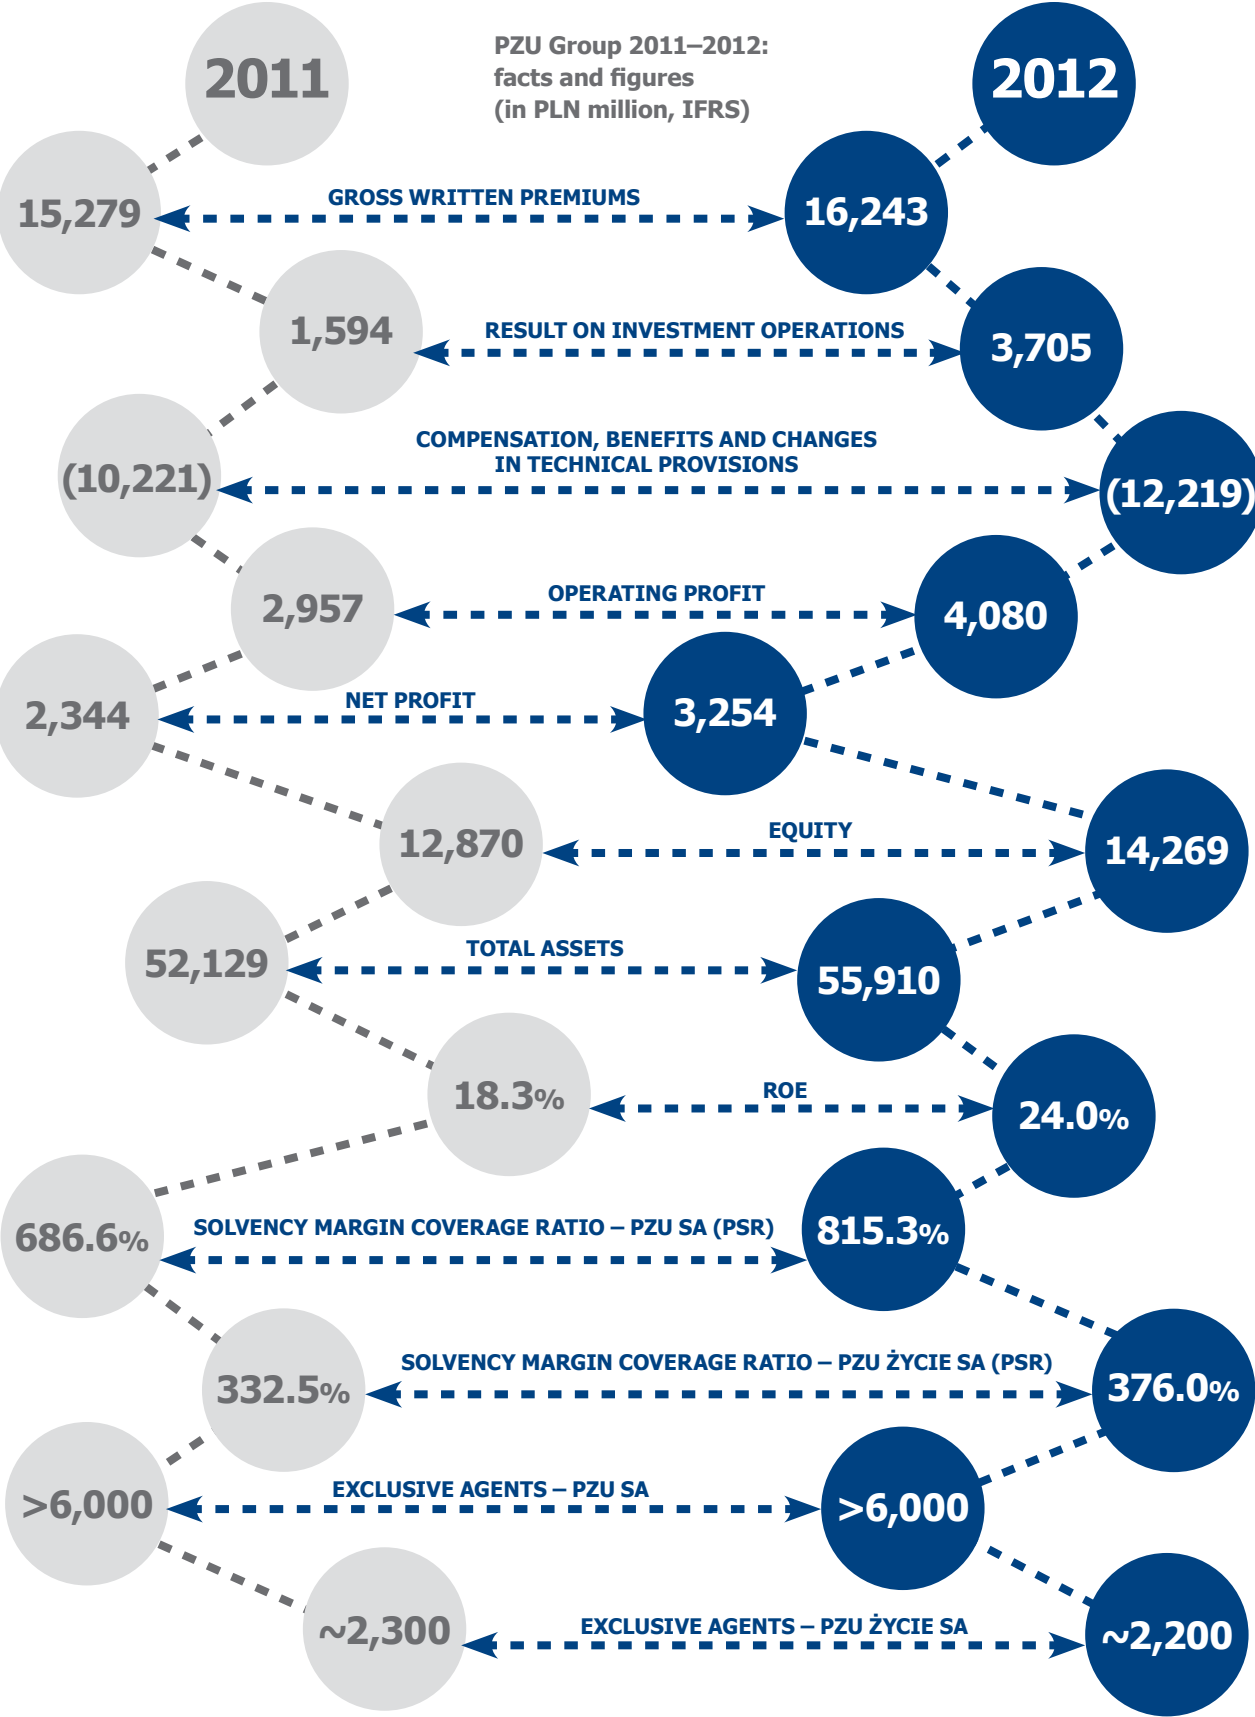 2011
PZU Group 2011–2012:
facts and figures
(in PLN million, IFRS)
2012
15,279
GROSS WRITTEN PREMIUMS
16,243
1,594
RESULT ON INVESTMENT OPERATIONS
3,705
(10,221)
COMPENSATION, BENEFITS AND CHANGES
IN TECHNICAL PROVISIONS
(12,219)
2,957
OPERATING PROFIT
4,080
2,344
NET PROFIT
3,254
12,870
EQUITY
14,269
52,129
TOTAL ASSETS
55,910
18.3%
ROE
24.0%
686.6%
SOLVENCY MARGIN COVERAGE RATIO – PZU SA (PSR)
815.3%
332.5%
SOLVENCY MARGIN COVERAGE RATIO – PZU ŻYCIE SA (PSR)
376.0%
>6,000
EXCLUSIVE AGENTS – PZU SA
>6,000
~2,300
EXCLUSIVE AGENTS – PZU ŻYCIE SA
~2,200